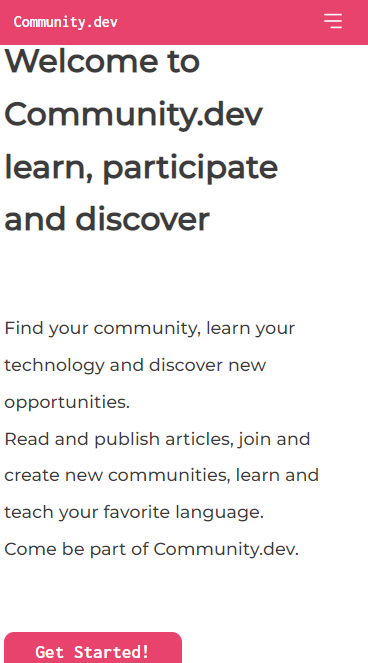 Community.dev
Welcome to
Community.dev
learn, participate
and discover
Find your community, learn your
technology and discover new
opportunities.
Read and publish articles, join and
create new communities, learn and
teach your favorite language.
Come be part of Community.dev.
Get Started!